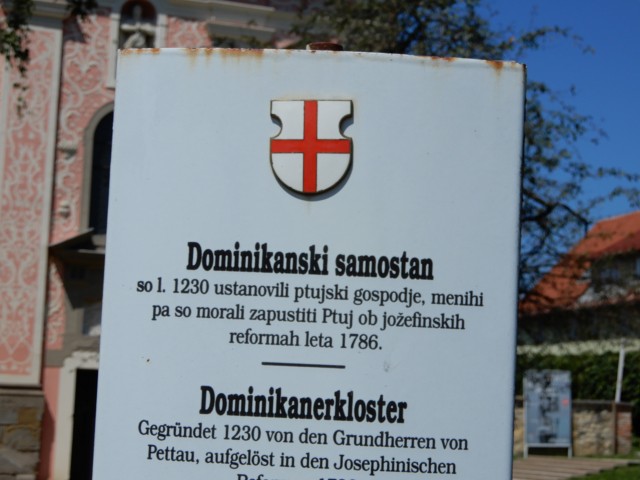 Dominikanski samostan
so l. 1230 ustanovili ptujski gospodje, menihi
pa so morali zapustiti Ptuj ob jožefinskih
reformah leta 1786.
Dominikanerkloster
Gegründet 1230 von den Grundherren von
Pettau, aufgelöst in den Josephinischen